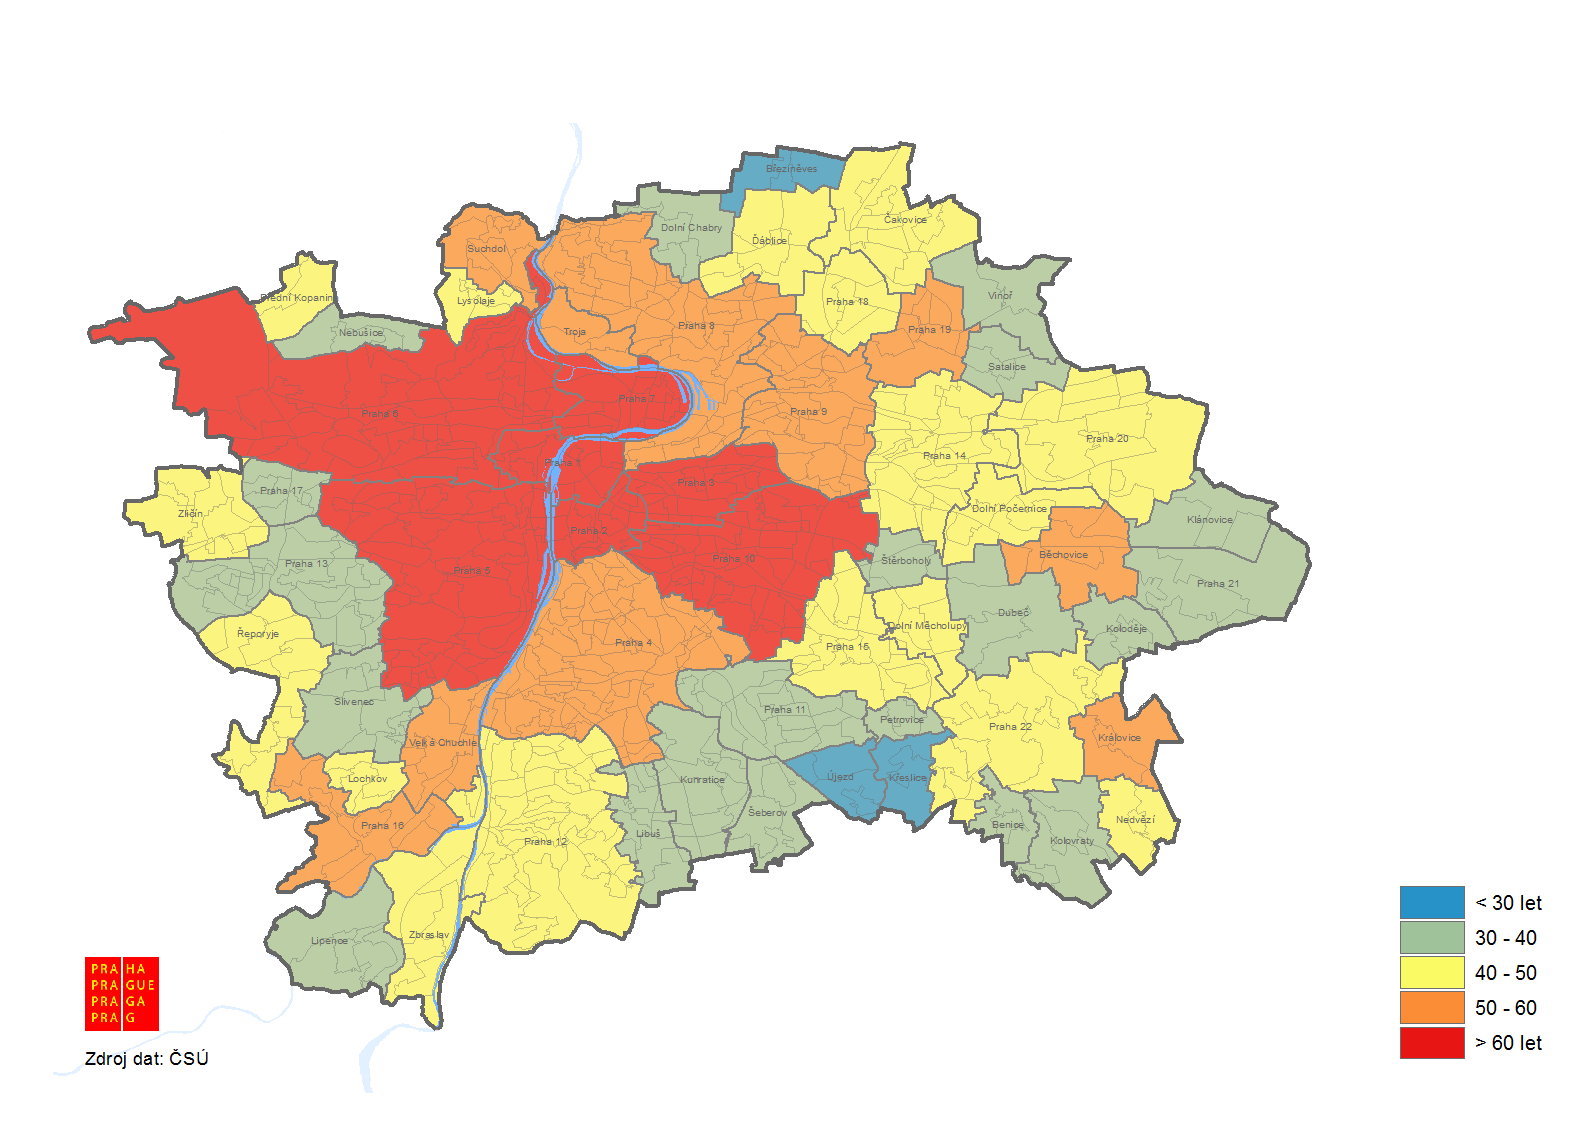 Březiněves
Čakovice
Dolní Chabry
Ďáblice
Suchdol
Vinoř
Přední Kopanina
Lysolaje
Praha 18
Troja
Praha 8
Praha 19
Nebušice
Satalice
Praha 7
Praha 6
Praha 9
Praha 20
Praha 14
Praha 1
Praha 3
Praha 17
Zličín
Dolní Počernice
Klánovice
Praha 2
Praha 10
Běchovice
Štěrboholy
Praha 13
Praha 5
Praha 21
Dubeč
Řeporyje
Dolní Měcholupy
Koloděje
Praha 4
Praha 15
Slivenec
Praha 11
Petrovice
Praha 22
Královice
Velká Chuchle
Lochkov
Kunratice
Újezd
Křeslice
Šeberov
Praha 16
Libuš
Benice
Nedvězí
Praha 12
Kolovraty
Lipence
Zbraslav
< 30 let
30 - 40
40 - 50
50 - 60
> 60 let
PRA HA
PRA GUE
PRA GA
PRA G
Zdroj dat: ČSÚ